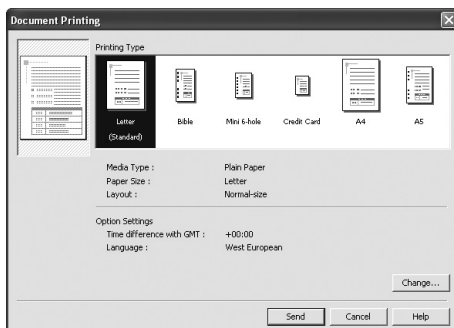 Document Printing
Printing Type
Letter
(Standard)
Bible
Mini 6-hole
Credit Card
A4
A5
Media Type : Plain Paper
Paper Size : Letter
Layout : Normal-size
Option Settings
Time difference with GMT : +00:00
Language : West European
Change...
Send Cancel Help